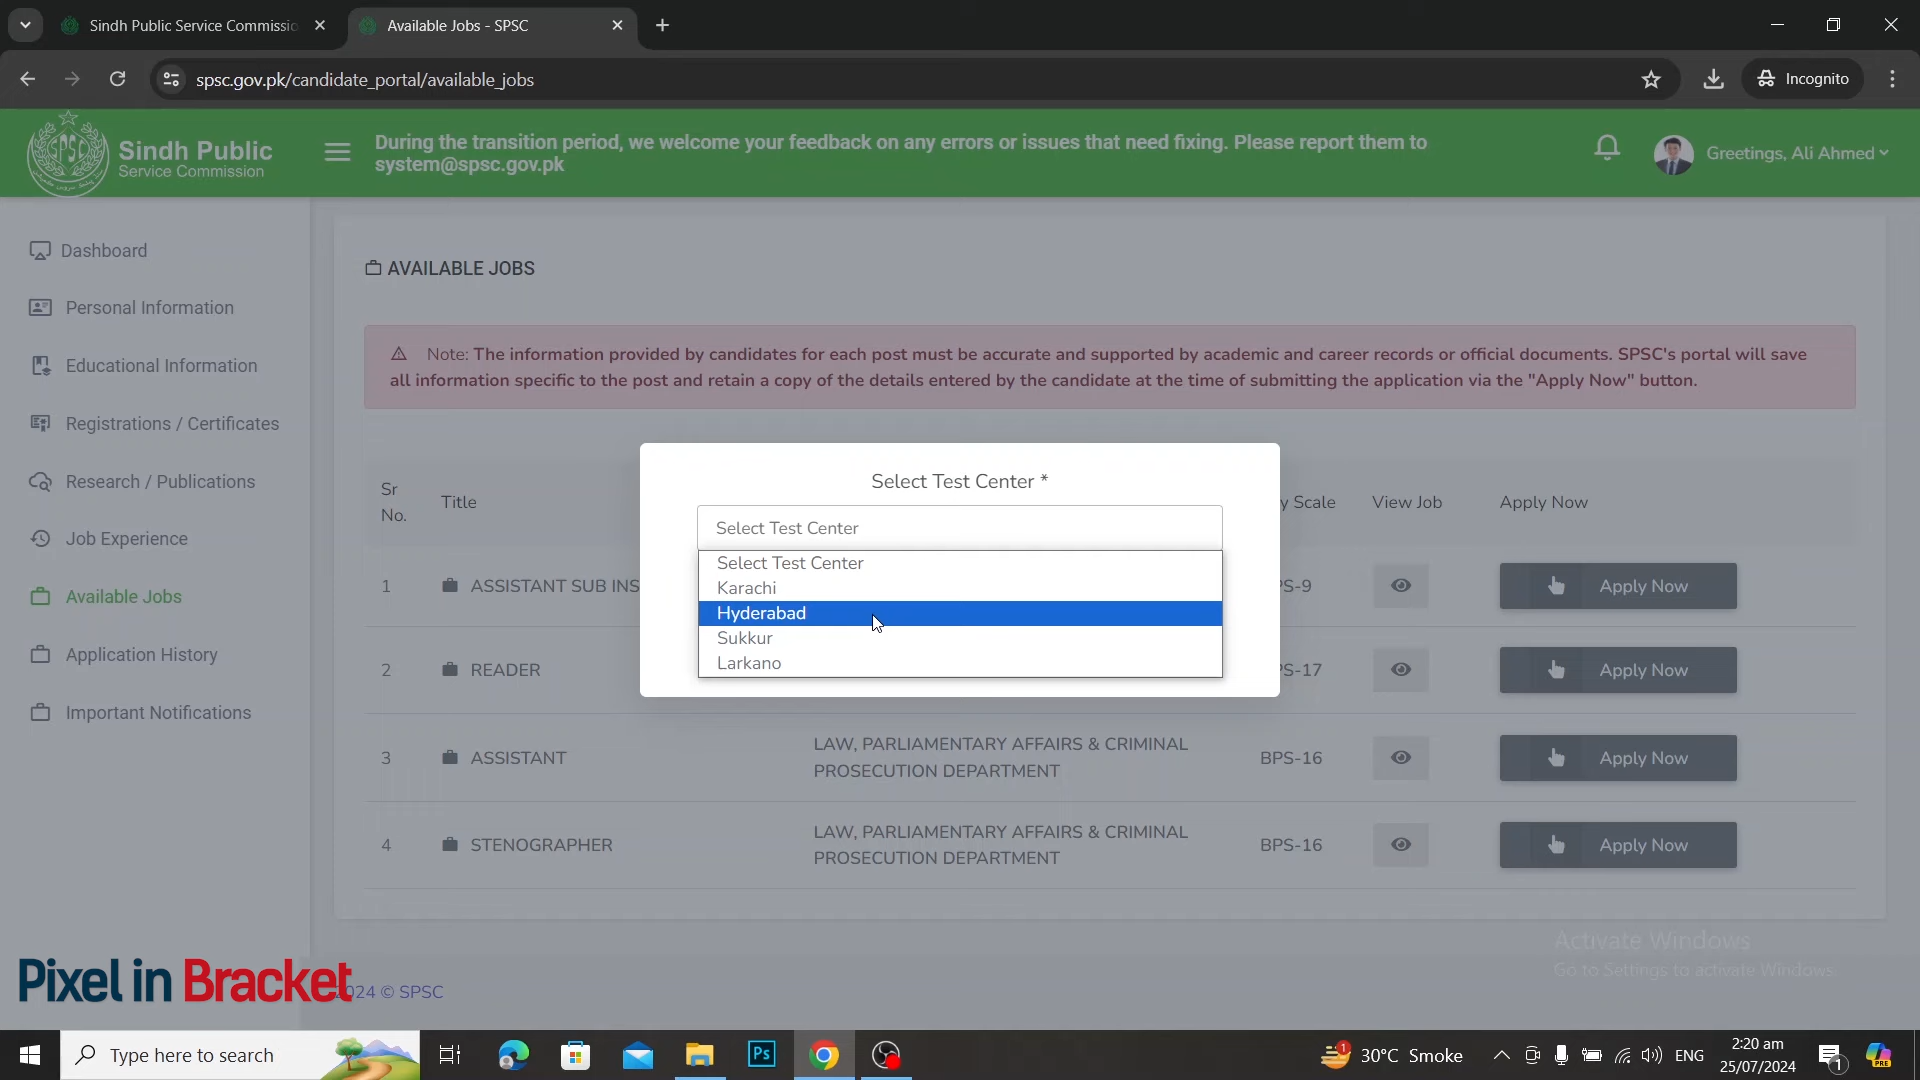 Sindh Public Service Commissio
Available Jobs - SPSC
spsc.gov.pk/candidate_portal/available_jobs
Incognito
Sindh Public
Service Commission
During the transition period, we welcome your feedback on any errors or issues that need fixing. Please report them to
system@spsc.gov.pk
Greetings, Ali Ahmed
Dashboard
Personal Information
Educational Information
Registrations / Certificates
Research / Publications
Job Experience
Available Jobs
Application History
Important Notifications
AVAILABLE JOBS
Note: The information provided by candidates for each post must be accurate and supported by academic and career records or official documents. SPSC's portal will save
all information specific to the post and retain a copy of the details entered by the candidate at the time of submitting the application via the "Apply Now" button.
Sr
No.
Title
y Scale
View Job
Apply Now
1
ASSISTANT SUB INS
PS-9
Apply Now
2
READER
PS-17
Apply Now
3
ASSISTANT
LAW, PARLIAMENTARY AFFAIRS & CRIMINAL
PROSECUTION DEPARTMENT
BPS-16
Apply Now
4
STENOGRAPHER
LAW, PARLIAMENTARY AFFAIRS & CRIMINAL
PROSECUTION DEPARTMENT
BPS-16
Apply Now
Select Test Center *
Select Test Center
Select Test Center
Karachi
Hyderabad
Sukkur
Larkano
Activate Windows
Go to Settings to activate Windows.
Pixel in Bracket
2024 © SPSC
Type here to search
Ps
1
30°C Smoke
ENG
2:20 am
25/07/2024
1
PRE